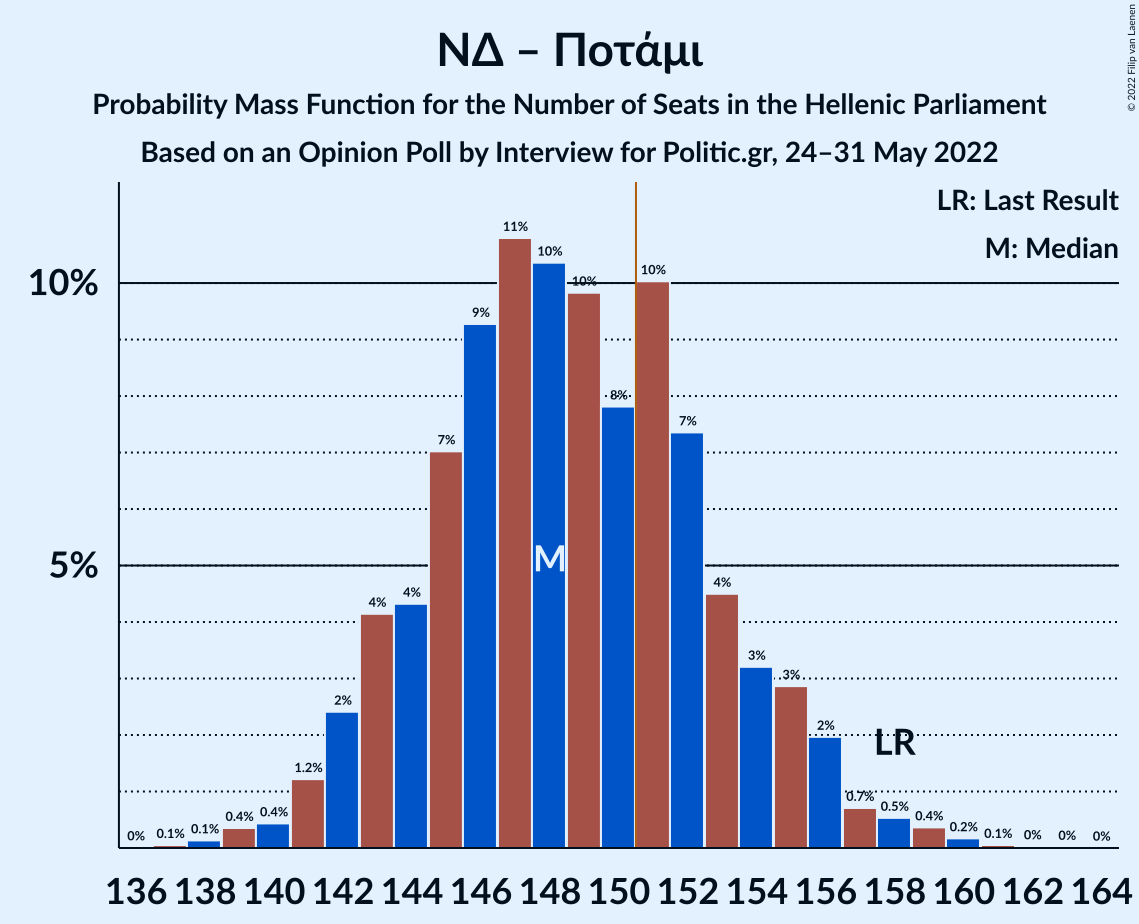 ΝΔ – Ποτάμι
Probability Mass Function for the Number of Seats in the Hellenic Parliament
Based on an Opinion Poll by Interview for Politic.gr, 24–31 May 2022
© 2022 Filip van Laenen
LR: Last Result
M: Median
10%
5%
0% 0.1% 0.1% 0.4% 0.4% 1.2% 2% 4% 4% 7% 9% 11% 10% 10% 8% 10% 7% 4% 3% 3% 2% 0.7% 0.5% 0.4% 0.2% 0.1% 0% 0% 0%
M
LR
136 138 140 142 144 146 148 150 152 154 156 158 160 162 164